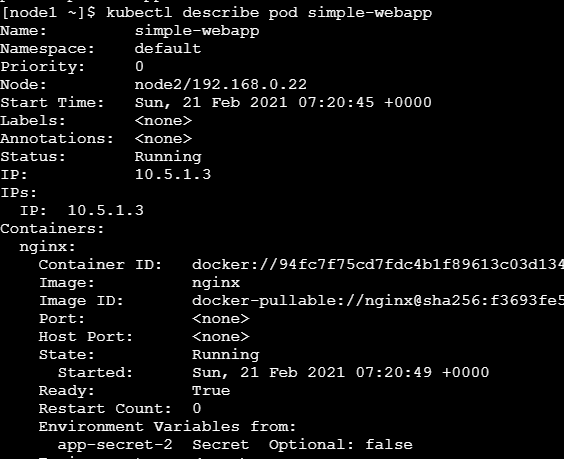 [node1 ~]$ kubectl describe pod simple-webapp
Name: simple-webapp
Namespace: default
Priority: 0
Node: node2/192.168.0.22
Start Time: Sun, 21 Feb 2021 07:20:45 +0000
Labels: <none>
Annotations: <none>
Status: Running
IP: 10.5.1.3
IPs:
IP: 10.5.1.3
Containers:
nginx:
Container ID: docker://94fc7f75cd7fdc4b1f89613c03d134
Image: nginx
Image ID: docker-pullable://nginx@sha256:f3693fe5
Port: <none>
Host Port: <none>
State: Running
Started: Sun, 21 Feb 2021 07:20:49 +0000
Ready: True
Restart Count: 0
Environment Variables from:
app-secret-2 Secret Optional: false